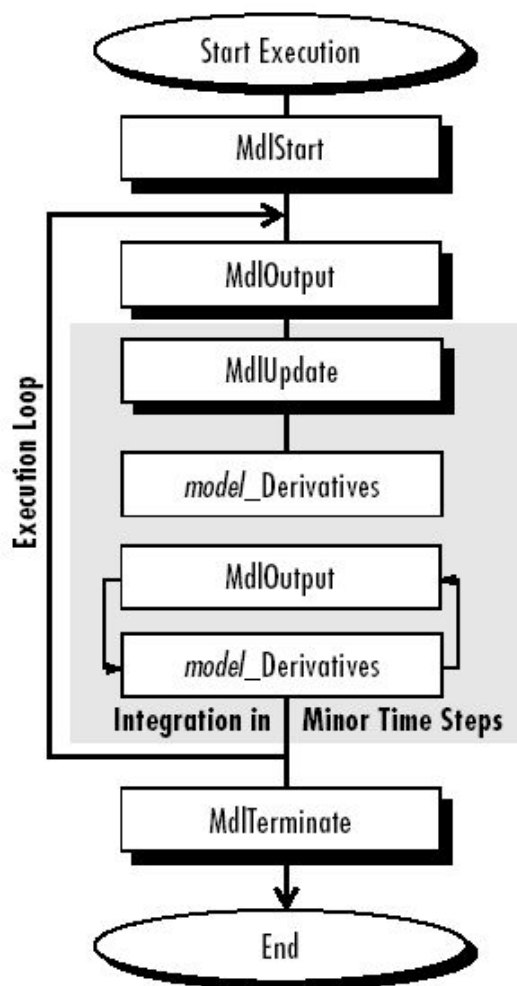 Start Execution
MdlStart
MdlOutput
MdlUpdate
model_Derivatives
MdlOutput
model_Derivatives
Integration in Minor Time Steps
Execution Loop
MdlTerminate
End